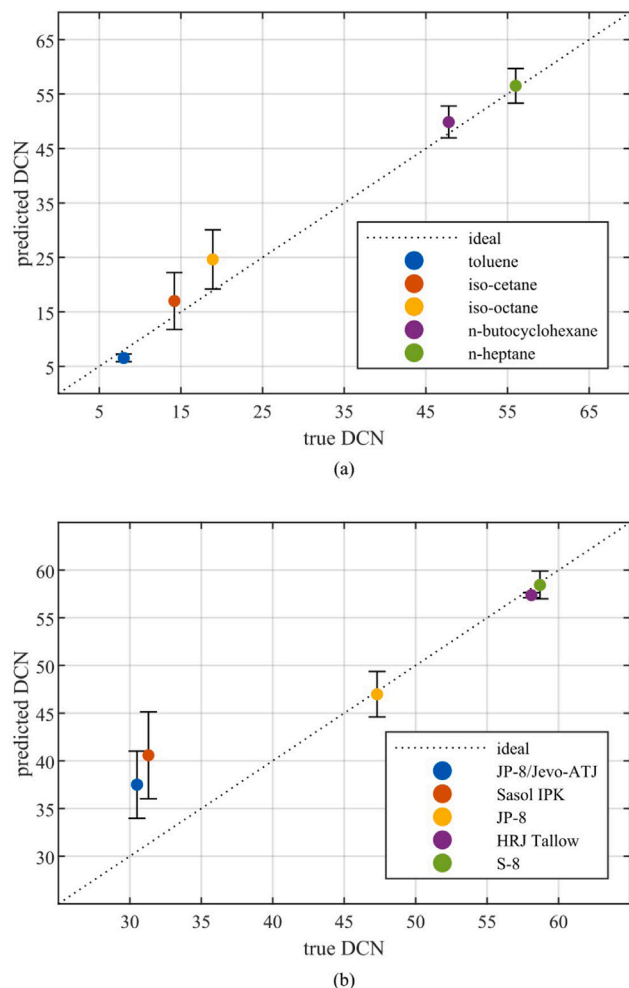 65
55
45
35
25
15
5
predicted DCN
ideal
toluene
iso-cetane
iso-octane
n-butocyclohexane
n-heptane
5 15 25 35 45 55 65
true DCN
(a)
60
55
50
45
40
35
30
predicted DCN
ideal
JP-8/Jevo-ATJ
Sasol IPK
JP-8
HRJ Tallow
S-8
30 35 40 45 50 55 60
true DCN
(b)